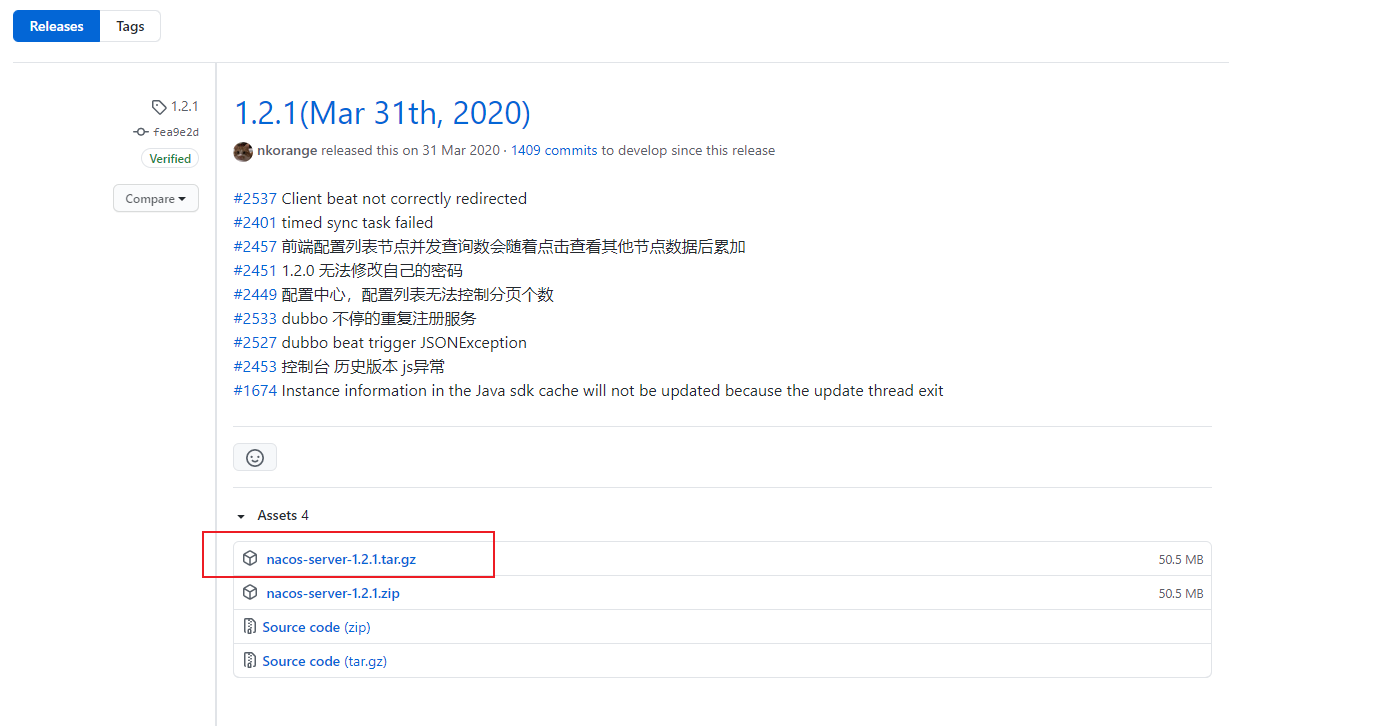 Releases Tags
1.2.1
fea9e2d
Verified
Compare
1.2.1(Mar 31th, 2020)
nkorange released this on 31 Mar 2020 · 1409 commits to develop since this release
#2537 Client beat not correctly redirected
#2401 timed sync task failed
#2457 前端配置列表节点并发查询数会随着点击查看其他节点数据后累加
#2451 1.2.0 无法修改自己的密码
#2449 配置中心，配置列表无法控制分页个数
#2533 dubbo 不停的重复注册服务
#2527 dubbo beat trigger JSONException
#2453 控制台 历史版本 js异常
#1674 Instance information in the Java sdk cache will not be updated because the update thread exit
Assets 4
nacos-server-1.2.1.tar.gz 50.5 MB
nacos-server-1.2.1.zip 50.5 MB
Source code (zip)
Source code (tar.gz)